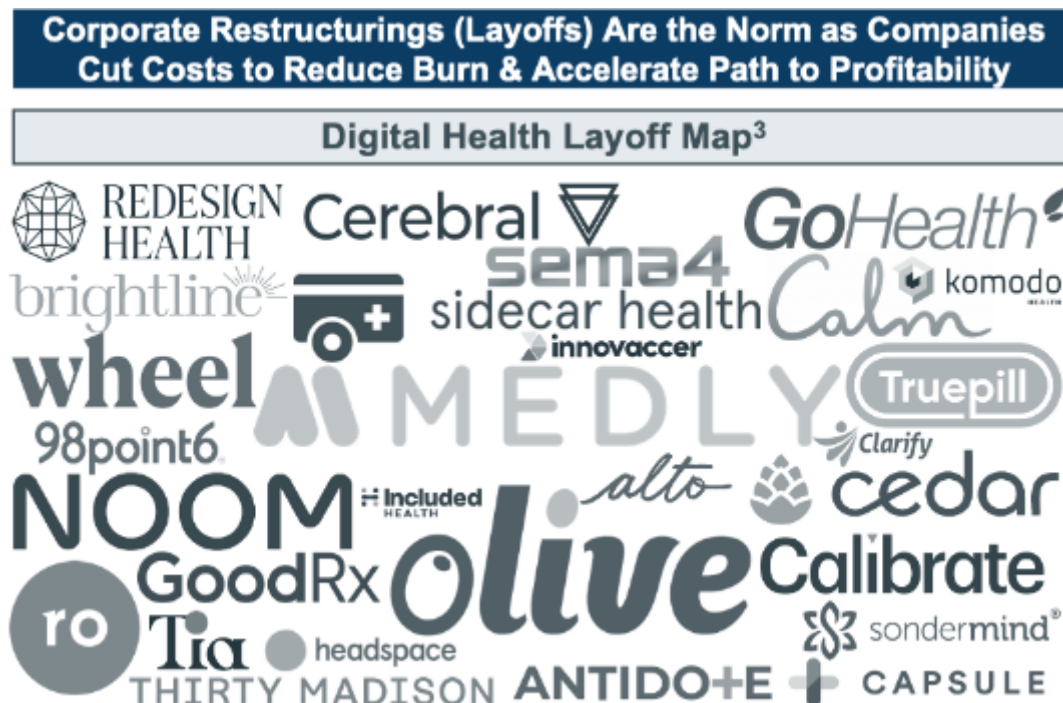 Corporate Restructurings (Layoffs) Are the Norm as Companies
Cut Costs to Reduce Burn & Accelerate Path to Profitability
Digital Health Layoff Map³
REDESIGN
HEALTH
Cerebral
GoHealth
sema4
brightline
sidecar health
Calm
komodo
HEALTH
innovaccer
wheel
MEDLY
Truepill
98point6
Clarify
alto
cedar
NOOM
Included
HEALTH
olive
Calibrate
GoodRx
ro
Tia
sondermind®
headspace
THIRTY MADISON
ANTIDOTE
CAPSULE